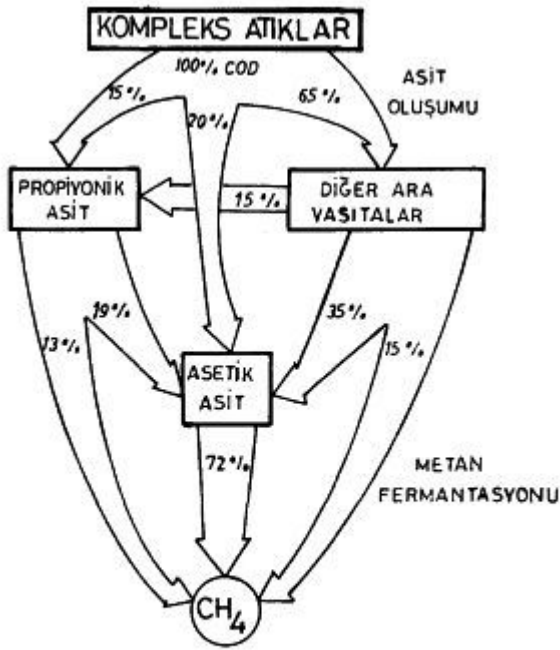 KOMPLEKS ATIKLAR
100% COD
ASİT
OLUŞUMU
15%
20%
65%
PROPİYONİK
ASİT
15%
DİĞER ARA
VASITALAR
19%
35%
13%
15%
ASETİK
ASİT
72%
METAN
FERMANTASYONU
CH4